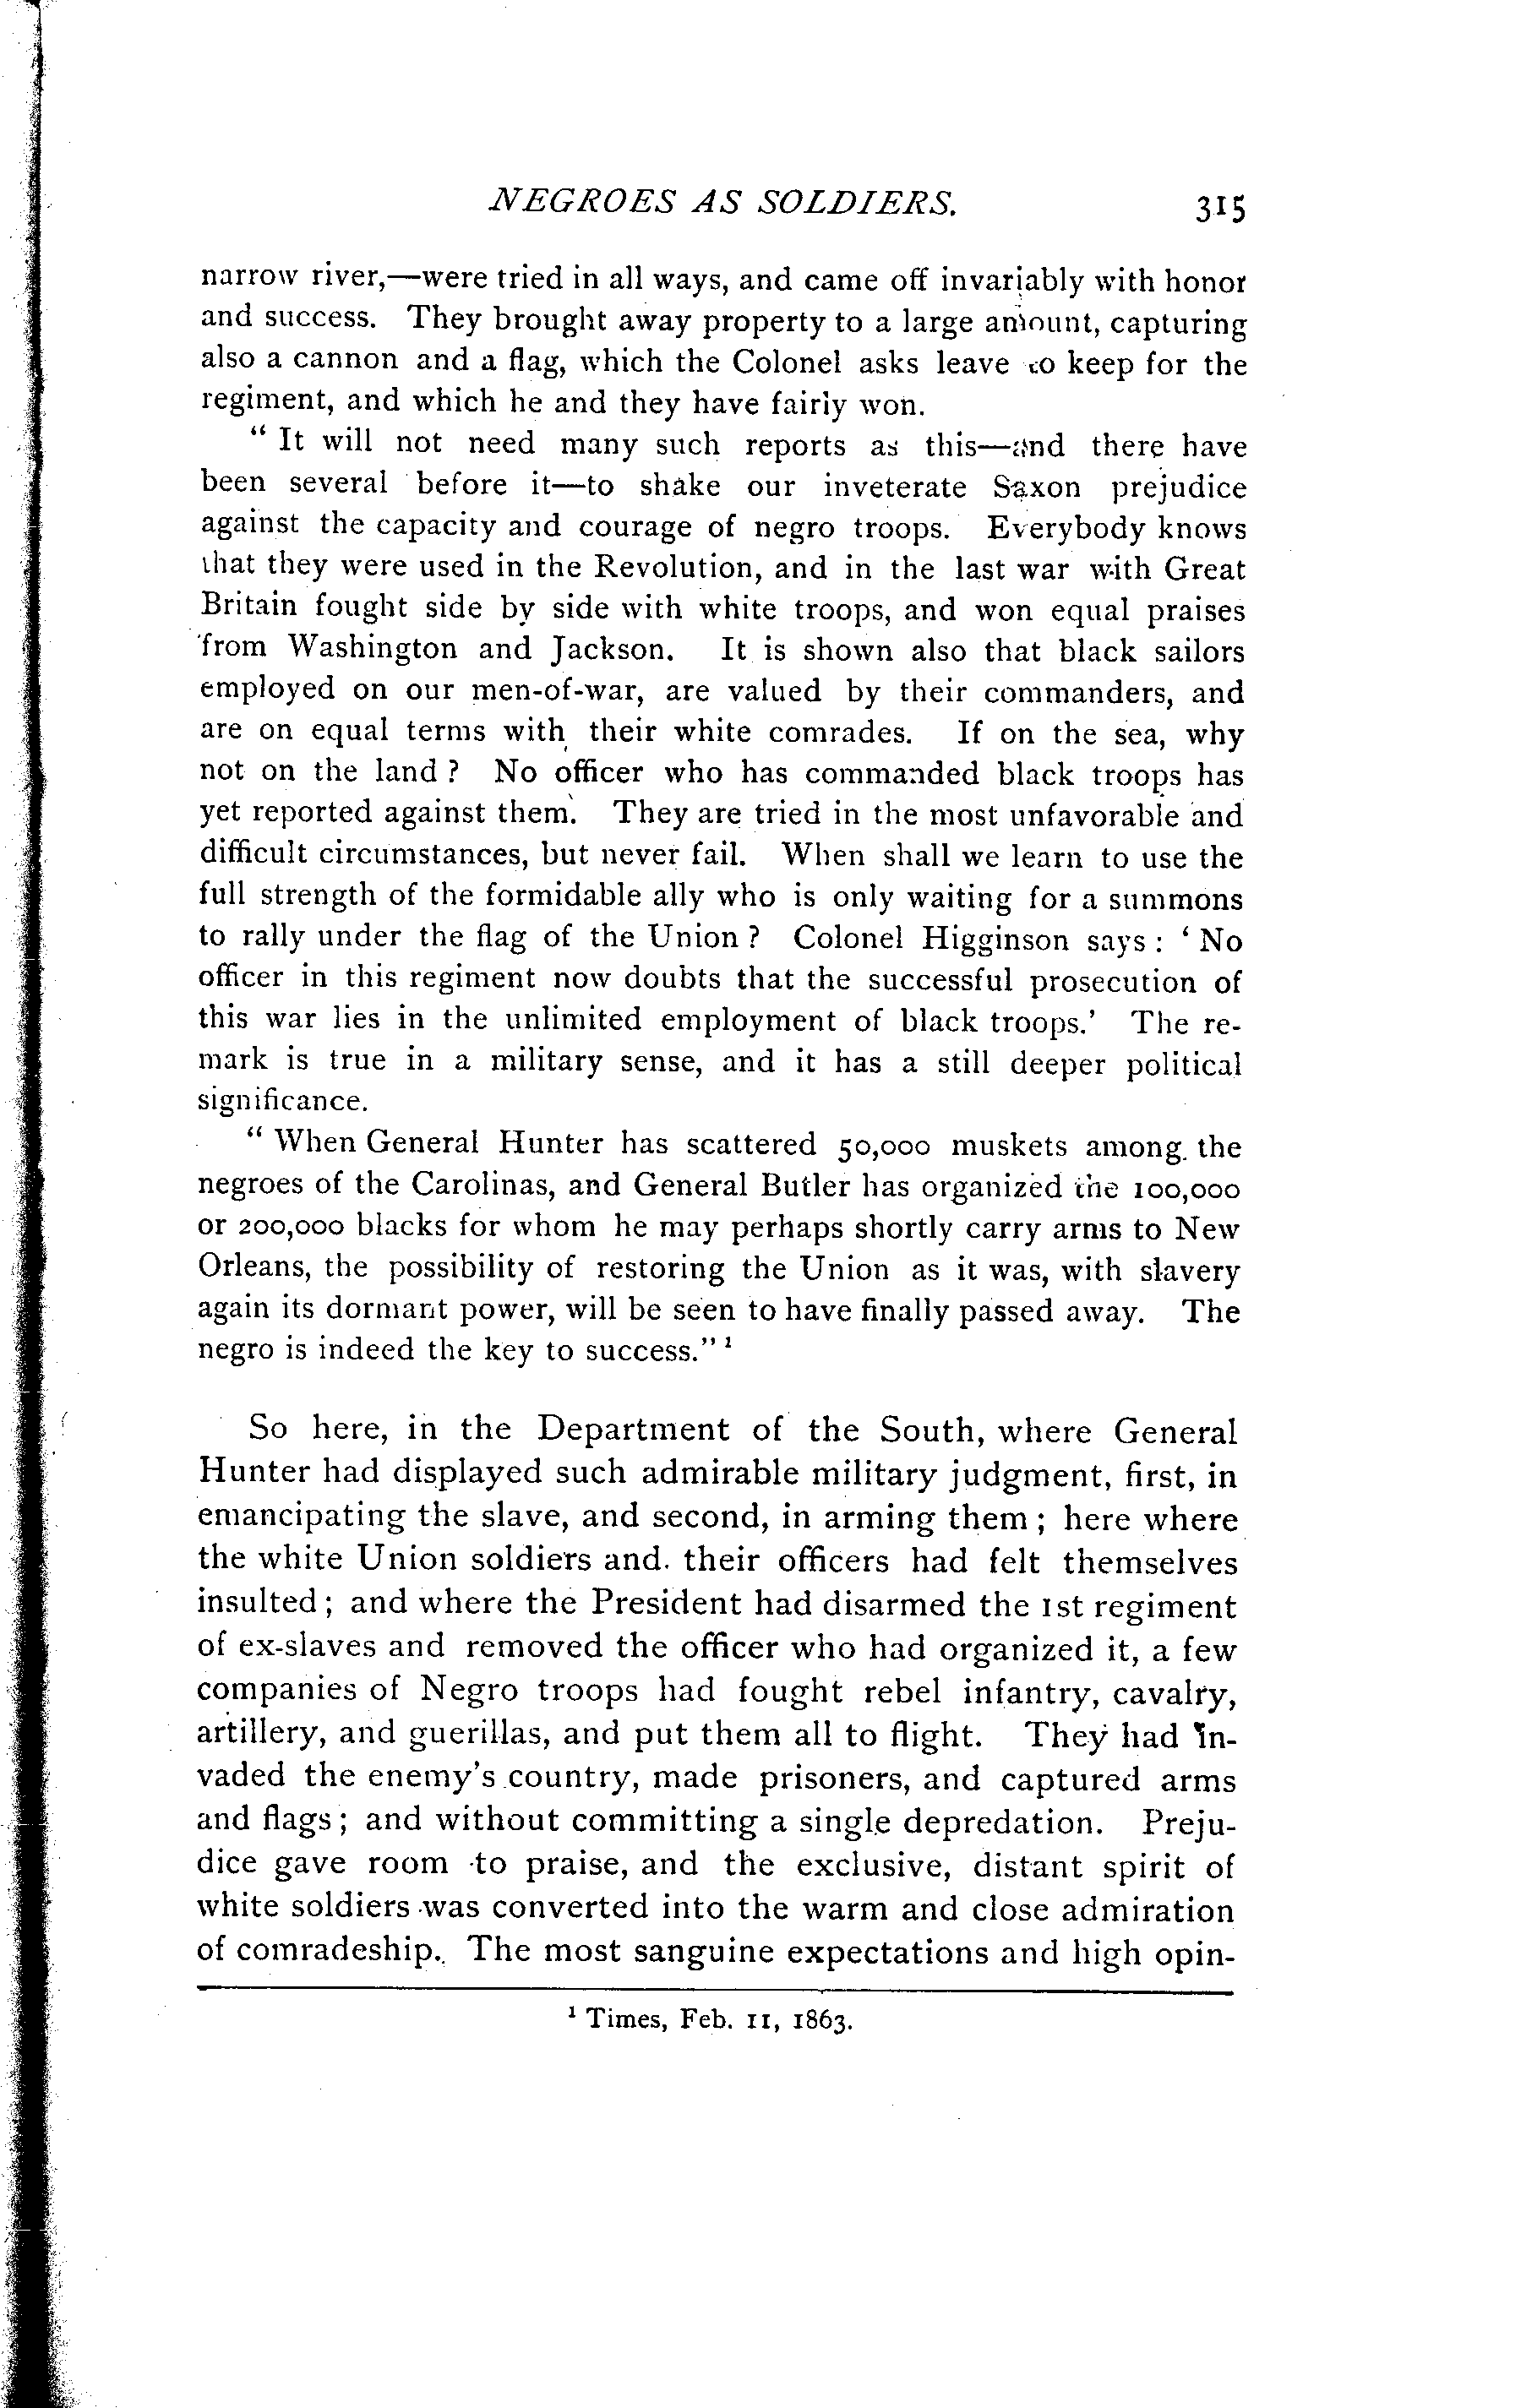 NEGROES AS SOLDIERS. 315
narrow river,—were tried in all ways, and came off invariably with honor
and success. They brought away property to a large amount, capturing
also a cannon and a flag, which the Colonel asks leave to keep for the
regiment, and which he and they have fairly won.
“ It will not need many such reports as this—and there have
been several before it—to shake our inveterate Saxon prejudice
against the capacity and courage of negro troops. Everybody knows
that they were used in the Revolution, and in the last war with Great
Britain fought side by side with white troops, and won equal praises
from Washington and Jackson. It is shown also that black sailors
employed on our men-of-war, are valued by their commanders, and
are on equal terms with their white comrades. If on the sea, why
not on the land ? No officer who has commanded black troops has
yet reported against them. They are tried in the most unfavorable and
difficult circumstances, but never fail. When shall we learn to use the
full strength of the formidable ally who is only waiting for a summons
to rally under the flag of the Union ? Colonel Higginson says : ‘ No
officer in this regiment now doubts that the successful prosecution of
this war lies in the unlimited employment of black troops.’ The re-
mark is true in a military sense, and it has a still deeper political
significance.
“ When General Hunter has scattered 50,000 muskets among the
negroes of the Carolinas, and General Butler has organized the 100,000
or 200,000 blacks for whom he may perhaps shortly carry arms to New
Orleans, the possibility of restoring the Union as it was, with slavery
again its dormant power, will be seen to have finally passed away. The
negro is indeed the key to success.” ¹
So here, in the Department of the South, where General
Hunter had displayed such admirable military judgment, first, in
emancipating the slave, and second, in arming them ; here where
the white Union soldiers and their officers had felt themselves
insulted ; and where the President had disarmed the 1st regiment
of ex-slaves and removed the officer who had organized it, a few
companies of Negro troops had fought rebel infantry, cavalry,
artillery, and guerillas, and put them all to flight. They had in-
vaded the enemy’s country, made prisoners, and captured arms
and flags ; and without committing a single depredation. Preju-
dice gave room to praise, and the exclusive, distant spirit of
white soldiers was converted into the warm and close admiration
of comradeship. The most sanguine expectations and high opin-
¹ Times, Feb. 11, 1863.